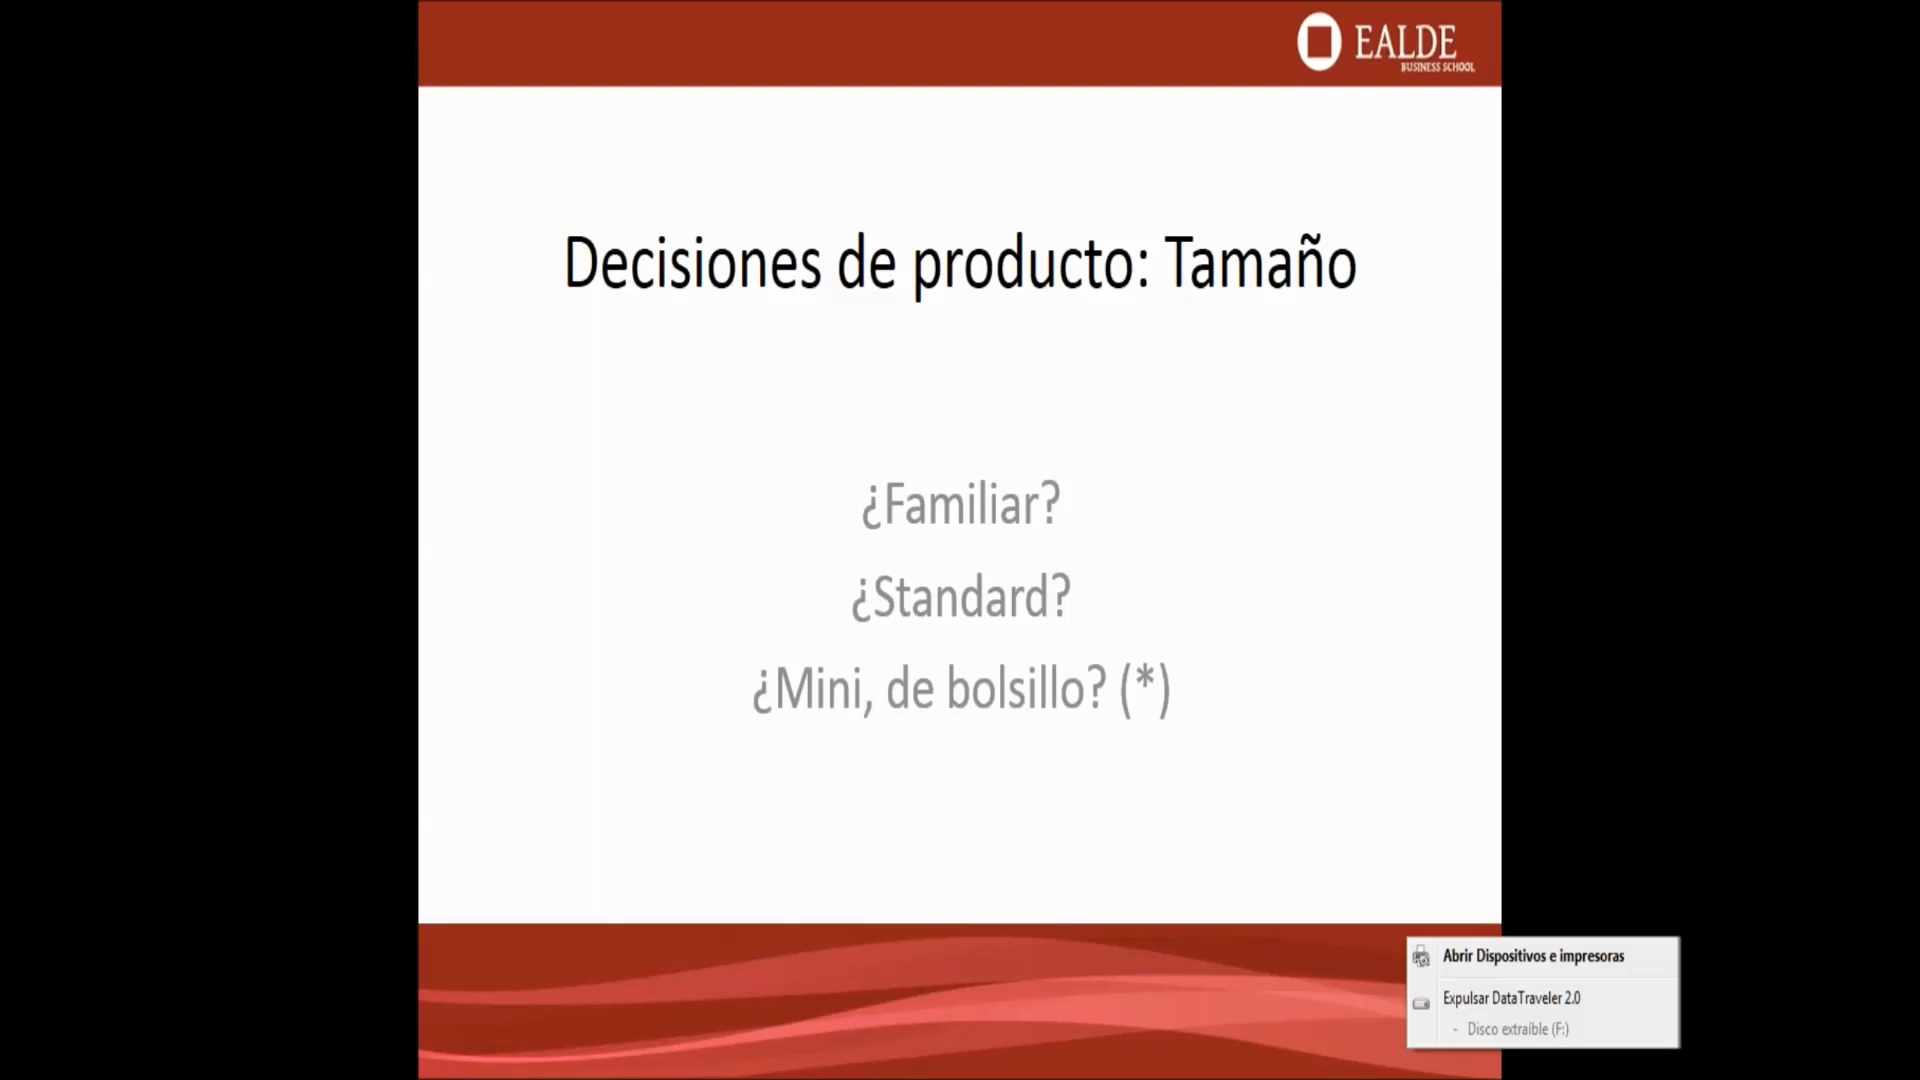 EALDE
BUSINESS SCHOOL
Decisiones de producto: Tamaño
¿Familiar?
¿Standard?
¿Mini, de bolsillo? (*)
Abrir Dispositivos e impresoras
Expulsar DataTraveler 2.0
- Disco extraíble (F:)